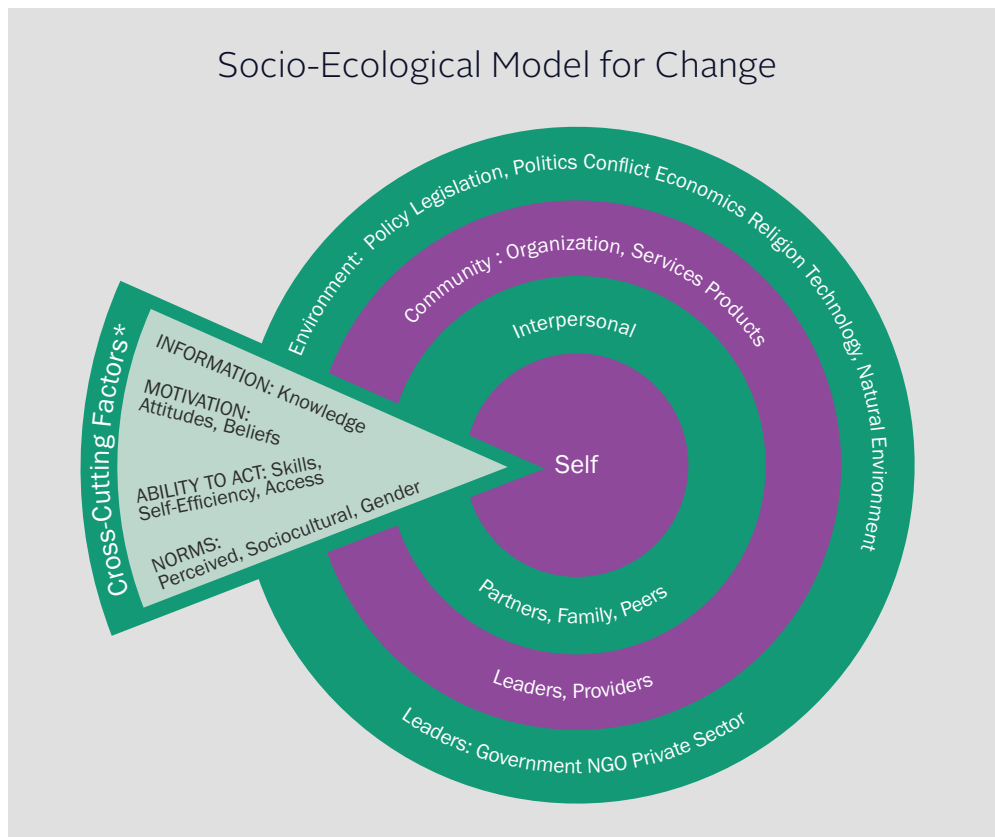 Socio-Ecological Model for Change
Environment: Policy Legislation, Politics Conflict Economics Religion Technology, Natural Environment
Community : Organization, Services Products
Interpersonal
Self
Partners, Family, Peers
Leaders, Providers
Leaders: Government NGO Private Sector
Cross-Cutting Factors*
INFORMATION: Knowledge
MOTIVATION:
Attitudes, Beliefs
ABILITY TO ACT: Skills,
Self-Efficiency, Access
NORMS:
Perceived, Sociocultural, Gender